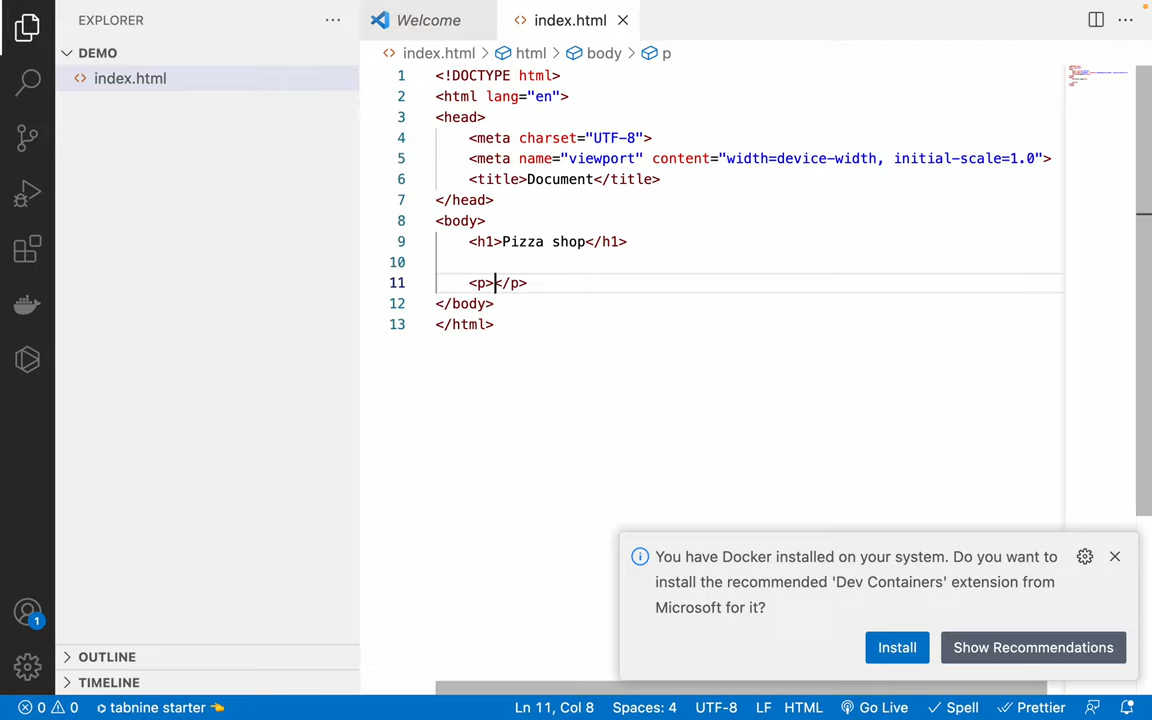 EXPLORER
Welcome
index.html
DEMO
index.html
index.html > html > body > p
1 <!DOCTYPE html>
2 <html lang="en">
3 <head>
4 <meta charset="UTF-8">
5 <meta name="viewport" content="width=device-width, initial-scale=1.0">
6 <title>Document</title>
7 </head>
8 <body>
9 <h1>Pizza shop</h1>
10
11 <p></p>
12 </body>
13 </html>
You have Docker installed on your system. Do you want to
install the recommended 'Dev Containers' extension from
Microsoft for it?
Install
Show Recommendations
1
OUTLINE
TIMELINE
0 0 tabnine starter Ln 11, Col 8 Spaces: 4 UTF-8 LF HTML Go Live Spell Prettier